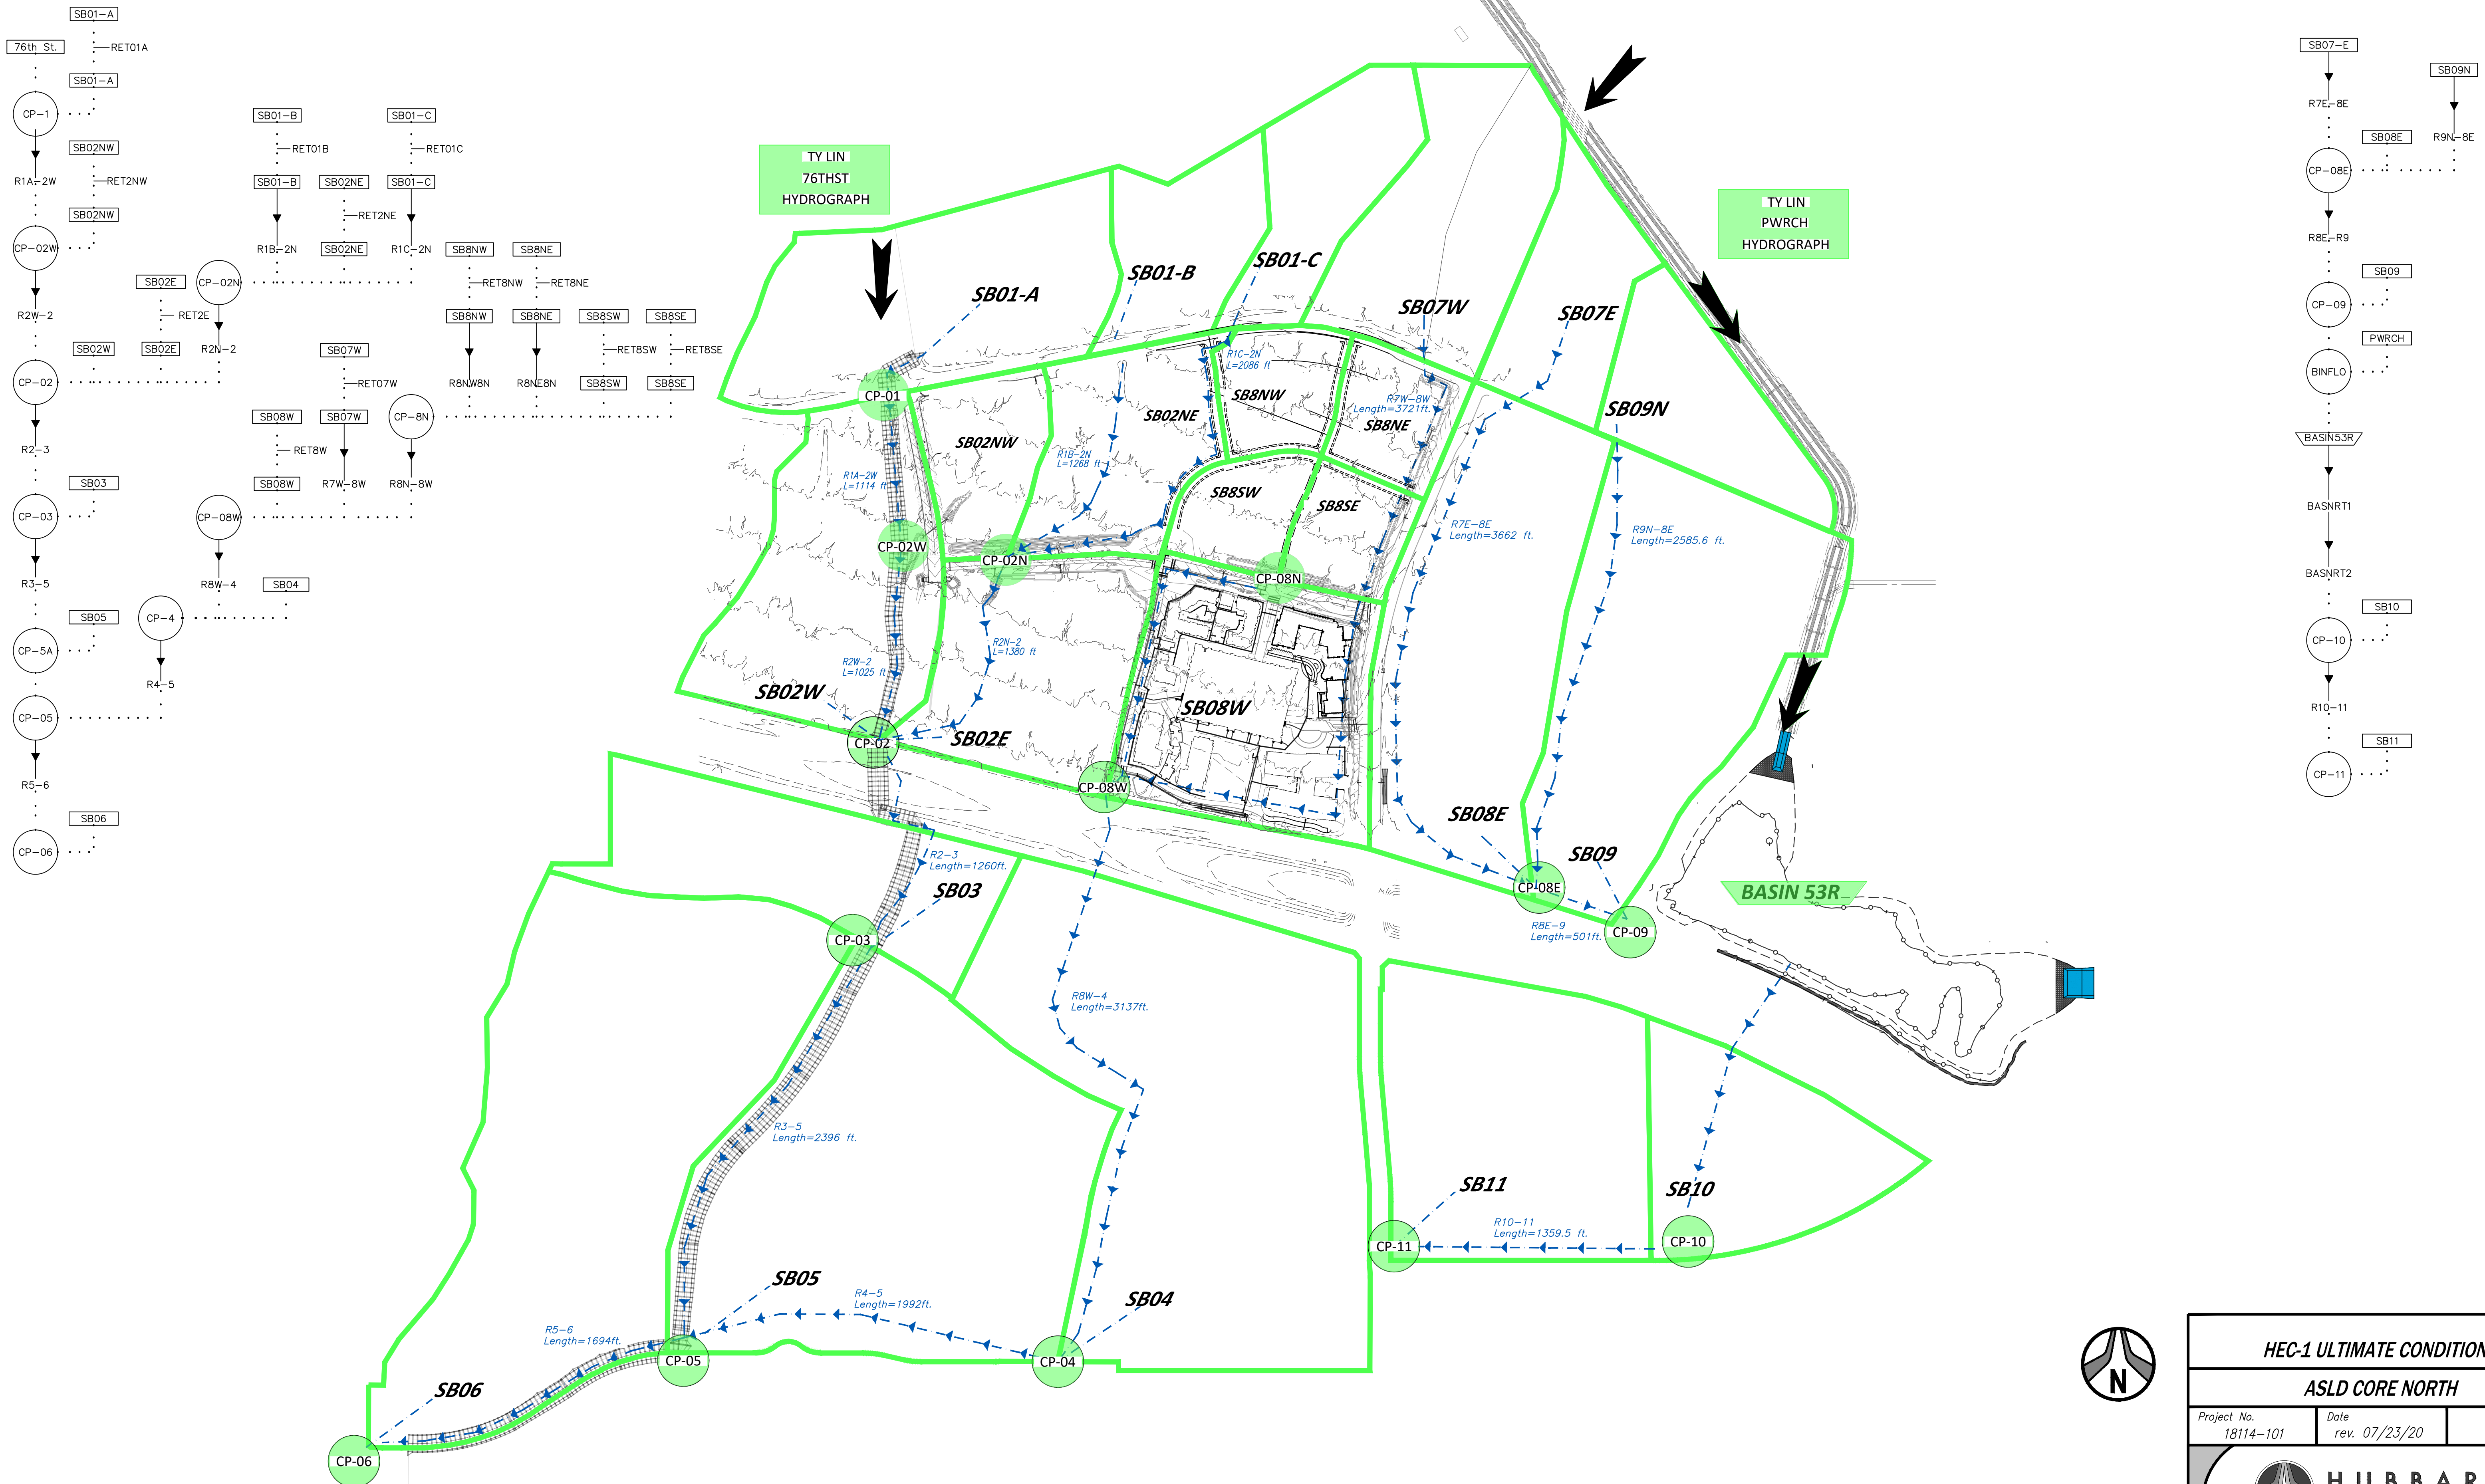 SB01-A
76th St.
RET01A
SB01-A
CP-1
SB02NW
R1A-2W
RET2NW
SB02NW
CP-02W
R2W-2
SB02W
SB02E
RET2E
SB02E
CP-02
R2-3
SB03
CP-03
R3-5
SB05
CP-5A
CP-05
R5-6
SB06
CP-06
SB01-B
RET01B
SB01-B
R1B-2N
SB02NE
RET2NE
SB02NE
SB01-C
RET01C
SB01-C
R1C-2N
CP-02N
R2N-2
SB8NW
RET8NW
SB8NW
R8NW8N
SB8NE
RET8NE
SB8NE
R8NE8N
SB8SW
RET8SW
SB8SW
SB8SE
RET8SE
SB8SE
SB07W
RET07W
SB07W
R7W-8W
CP-8N
R8N-8W
SB08W
RET8W
SB08W
CP-08W
R8W-4
SB04
CP-4
R4-5
TY LIN
76THST
HYDROGRAPH
TY LIN
PWRCH
HYDROGRAPH
SB01-A
SB01-B
SB01-C
SB07W
SB07E
SB09N
CP-01
R1C-2N
L=2086 ft
SB8NW
R7W-8W
Length=3721ft.
SB02NE
SB8NE
SB02NW
R1B-2N
L=1268 ft
R1A-2W
L=1114 ft
SB8SW
SB8SE
R7E-8E
Length=3662 ft.
R9N-8E
Length=2585.6 ft.
CP-02W
CP-02N
CP-08N
R2N-2
L=1380 ft
R2W-2
L=1025 ft
SB02W
SB08W
CP-02
SB02E
CP-08W
SB08E
SB09
R2-3
Length=1260ft.
SB03
CP-08E
BASIN 53R
R8E-9
Length=501ft.
CP-09
CP-03
R8W-4
Length=3137ft.
R3-5
Length=2396 ft.
SB11
SB10
R10-11
Length=1359.5 ft.
CP-11
CP-10
SB05
SB04
R4-5
Length=1992ft.
R5-6
Length=1694ft.
CP-05
CP-04
SB06
CP-06
SB07-E
R7E-8E
SB09N
R9N-8E
SB08E
CP-08E
R8E-R9
SB09
CP-09
PWRCH
BINFLO
BASIN53R
BASNRT1
BASNRT2
SB10
CP-10
R10-11
SB11
CP-11
N
HEC-1 ULTIMATE CONDITION
ASLD CORE NORTH
Project No.
18114-101
Date
rev. 07/23/20